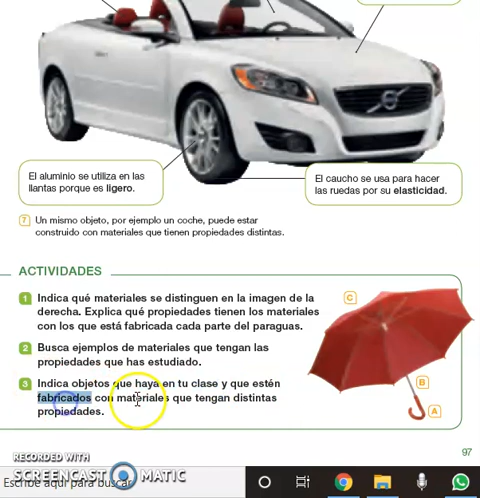 El aluminio se utiliza en las
llantas porque es ligero.
El caucho se usa para hacer
las ruedas por su elasticidad.
7 Un mismo objeto, por ejemplo un coche, puede estar
construido con materiales que tienen propiedades distintas.
ACTIVIDADES
1 Indica qué materiales se distinguen en la imagen de la
derecha. Explica qué propiedades tienen los materiales
con los que está fabricada cada parte del paraguas.
2 Busca ejemplos de materiales que tengan las
propiedades que has estudiado.
3 Indica objetos que haya en tu clase y que estén
fabricados con materiales que tengan distintas
propiedades.
C
B
A
97
RECORDED WITH
SCREENCAST MATIC
Escribe aquí para buscar